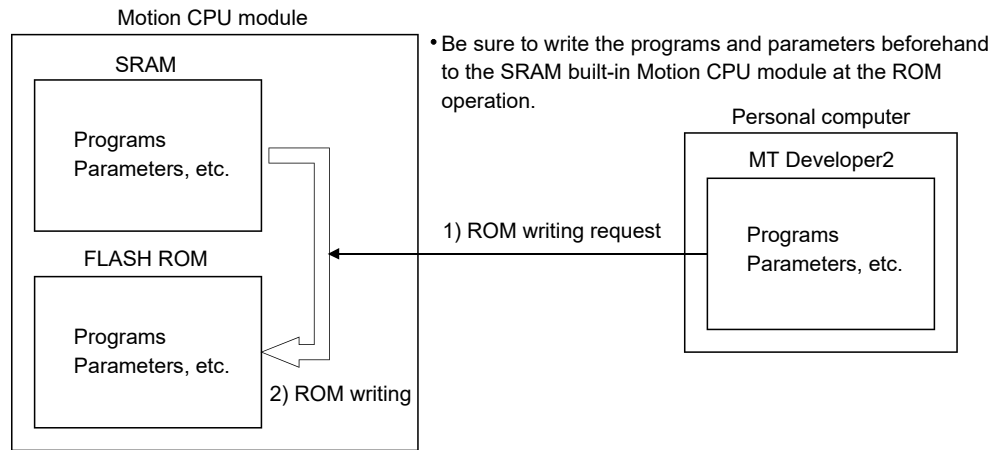 Motion CPU module
SRAM
Programs
Parameters, etc.
FLASH ROM
Programs
Parameters, etc.
2) ROM writing
• Be sure to write the programs and parameters beforehand
to the SRAM built-in Motion CPU module at the ROM
operation.
1) ROM writing request
Personal computer
MT Developer2
Programs
Parameters, etc.